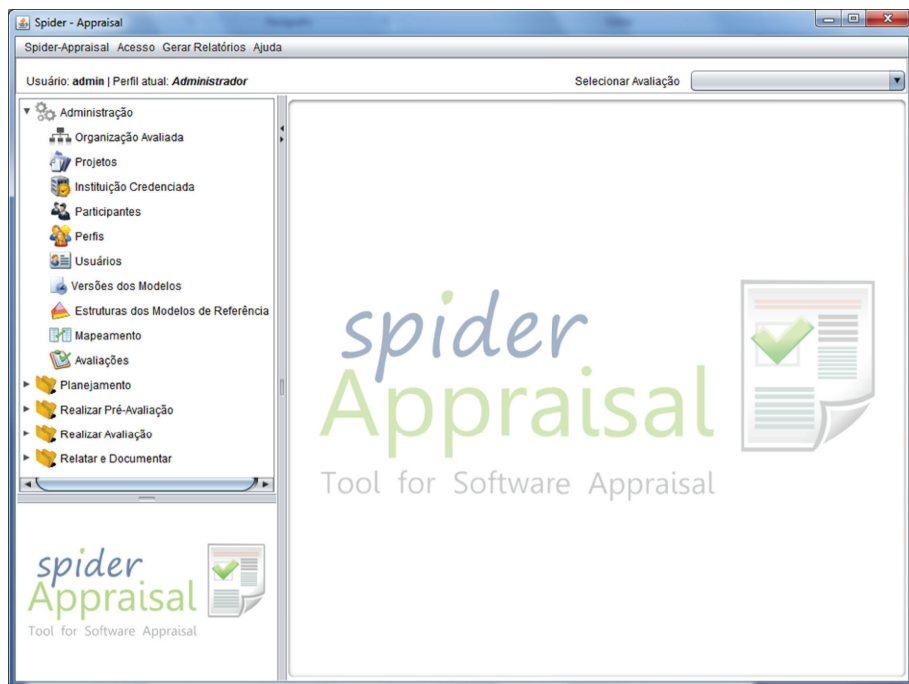 Spider - Appraisal
Spider-Appraisal Acesso Gerar Relatórios Ajuda
Usuário: admin | Perfil atual: Administrador
Selecionar Avaliação
Administração
Organização Avaliada
Projetos
Instituição Credenciada
Participantes
Perfis
Usuários
Versões dos Modelos
Estruturas dos Modelos de Referência
Mapeamento
Avaliações
Planejamento
Realizar Pré-Avaliação
Realizar Avaliação
Relatar e Documentar
spider
Appraisal
Tool for Software Appraisal
spider
Appraisal
Tool for Software Appraisal